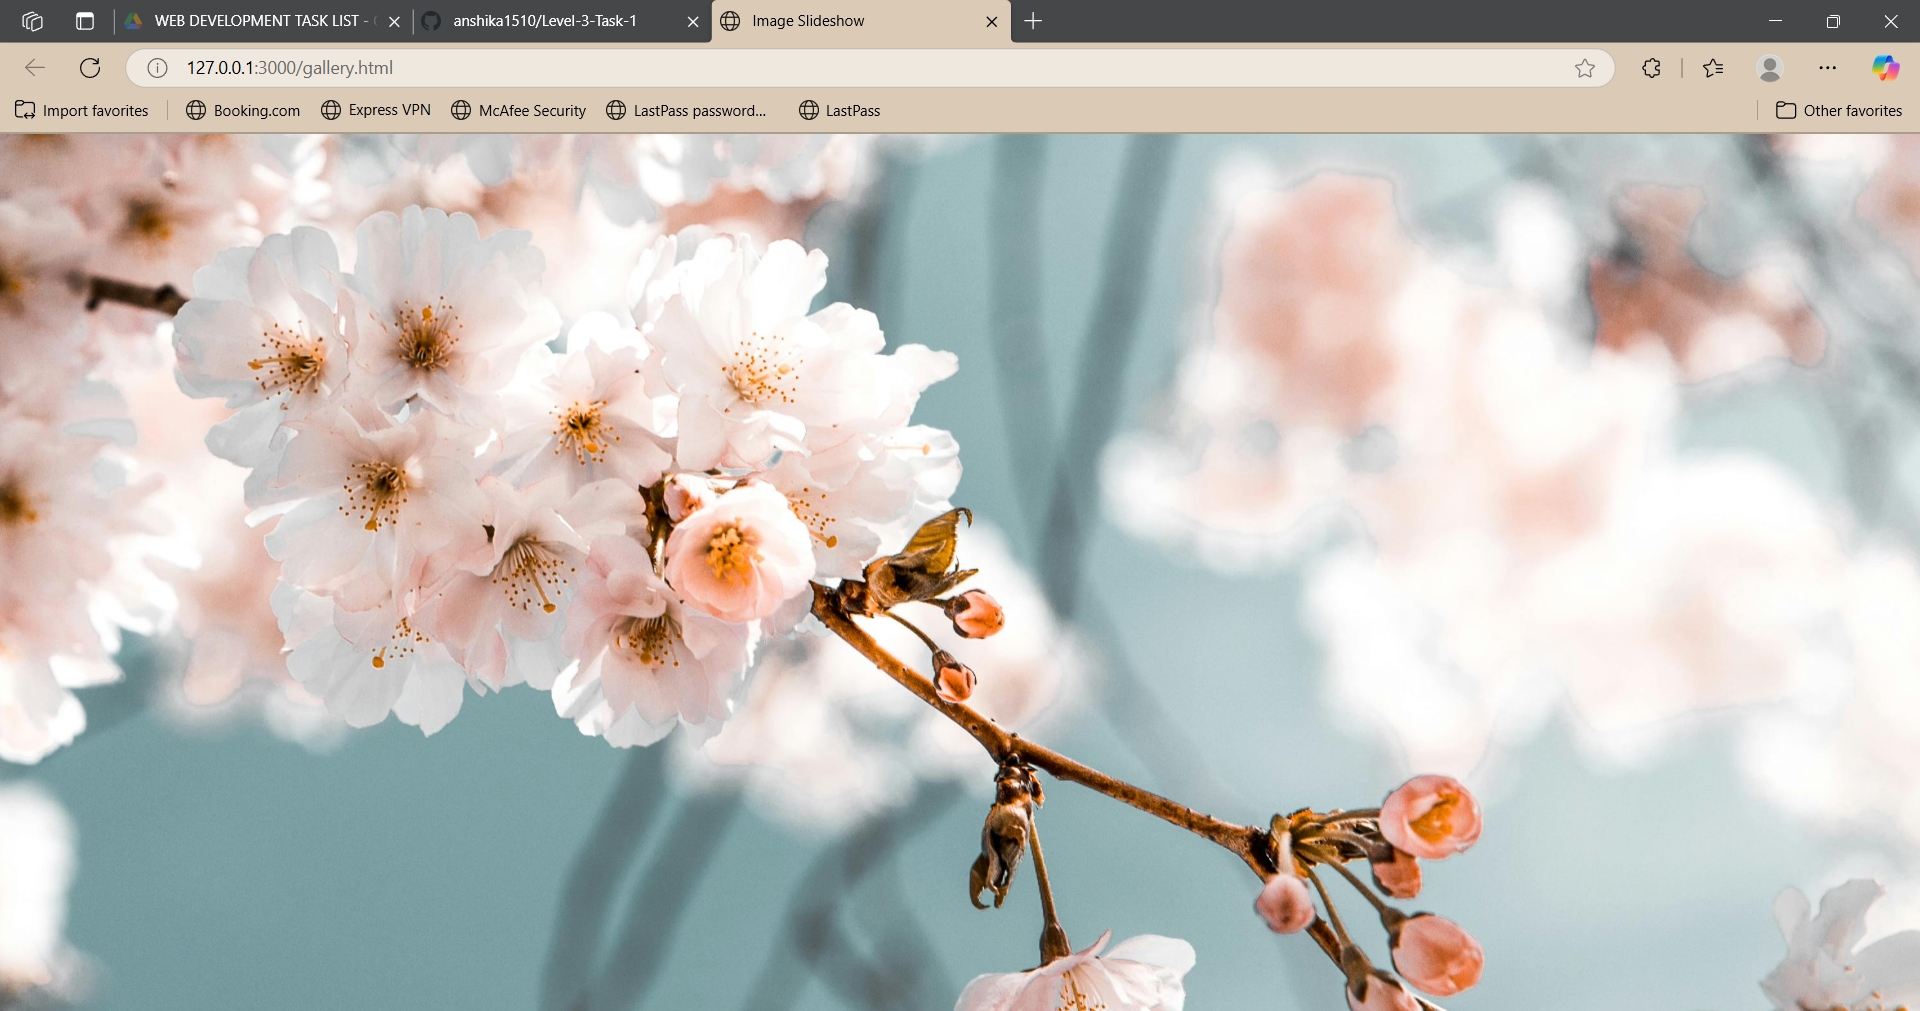 WEB DEVELOPMENT TASK LIST -
anshika1510/Level-3-Task-1
Image Slideshow
127.0.0.1:3000/gallery.html
Import favorites
Booking.com
Express VPN
McAfee Security
LastPass password...
LastPass
Other favorites